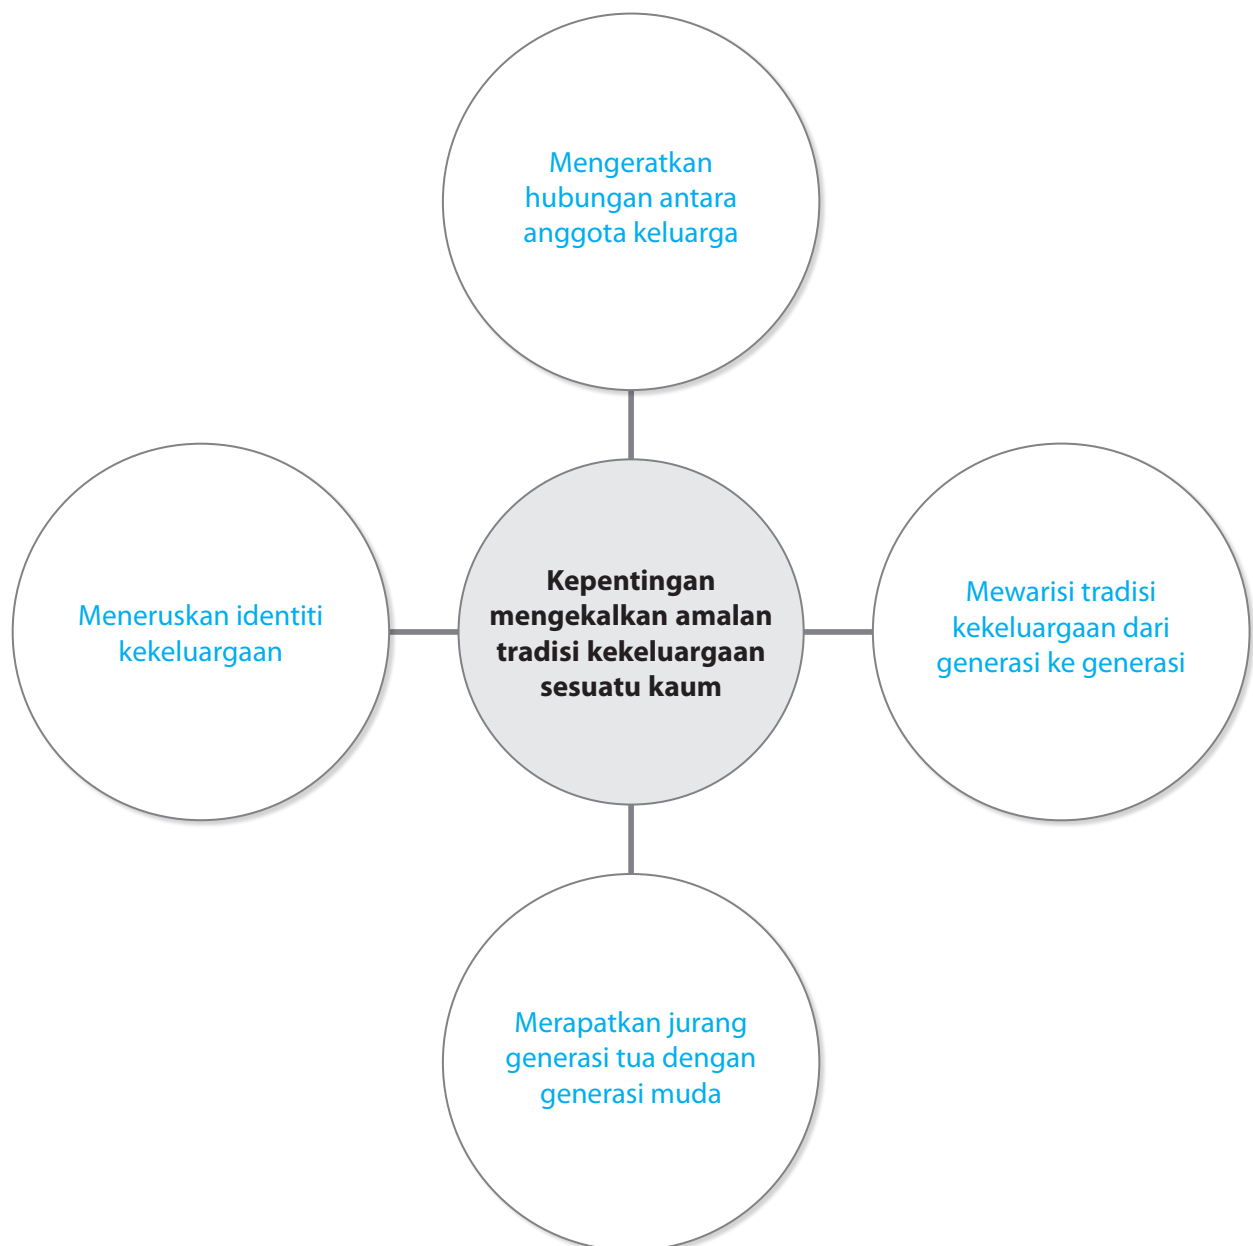 Mengeratkan
hubungan antara
anggota keluarga
Meneruskan identiti
kekeluargaan
Kepentingan
mengekalkan amalan
tradisi kekeluargaan
sesuatu kaum
Mewarisi tradisi
kekeluargaan dari
generasi ke generasi
Merapatkan jurang
generasi tua dengan
generasi muda